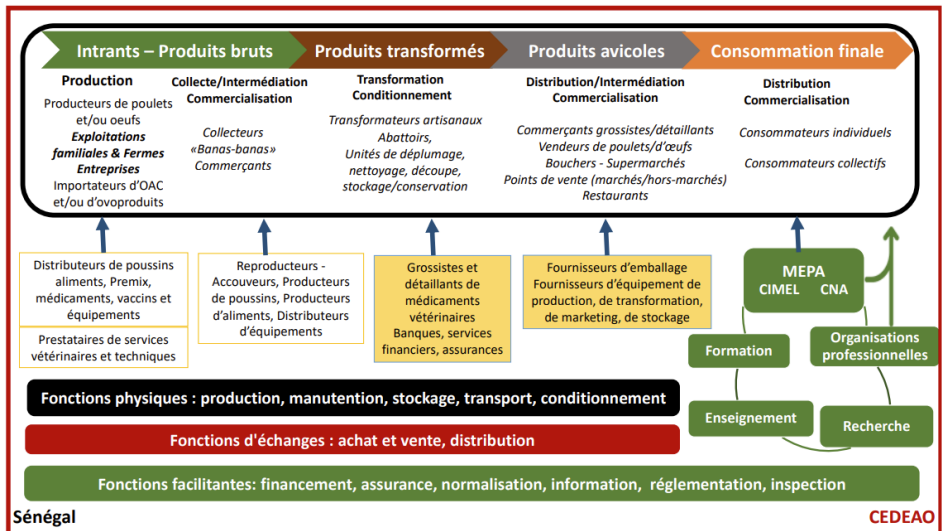 Intrants – Produits bruts
Produits transformés
Produits avicoles
Consommation finale
Production
Producteurs de poulets
et/ou oeufs
Exploitations
familiales & Fermes
Entreprises
Importateurs d'OAC
et/ou d'ovoproduits
Collecte/Intermédiation
Commercialisation
Collecteurs
«Banas-banas»
Commerçants
Transformation
Conditionnement
Transformateurs artisanaux
Abattoirs,
Unités de déplumage,
nettoyage, découpe,
stockage/conservation
Distribution/Intermédiation
Commercialisation
Commerçants grossistes/détaillants
Vendeurs de poulets/d'œufs
Bouchers - Supermarchés
Points de vente (marchés/hors-marchés)
Restaurants
Distribution
Commercialisation
Consommateurs individuels
Consommateurs collectifs
Distributeurs de poussins
aliments, Premix,
médicaments, vaccins et
équipements
Prestataires de services
vétérinaires et techniques
Reproducteurs -
Accouveurs, Producteurs
de poussins, Producteurs
d'aliments, Distributeurs
d'équipements
Grossistes et
détaillants de
médicaments
vétérinaires
Banques, services
financiers, assurances
Fournisseurs d'emballage
Fournisseurs d'équipement de
production, de transformation,
de marketing, de stockage
MEPA
CIMEL CNA
Formation
Organisations
professionnelles
Enseignement
Recherche
Fonctions physiques : production, manutention, stockage, transport, conditionnement
Fonctions d'échanges : achat et vente, distribution
Fonctions facilitantes: financement, assurance, normalisation, information, réglementation, inspection
Sénégal
CEDEAO